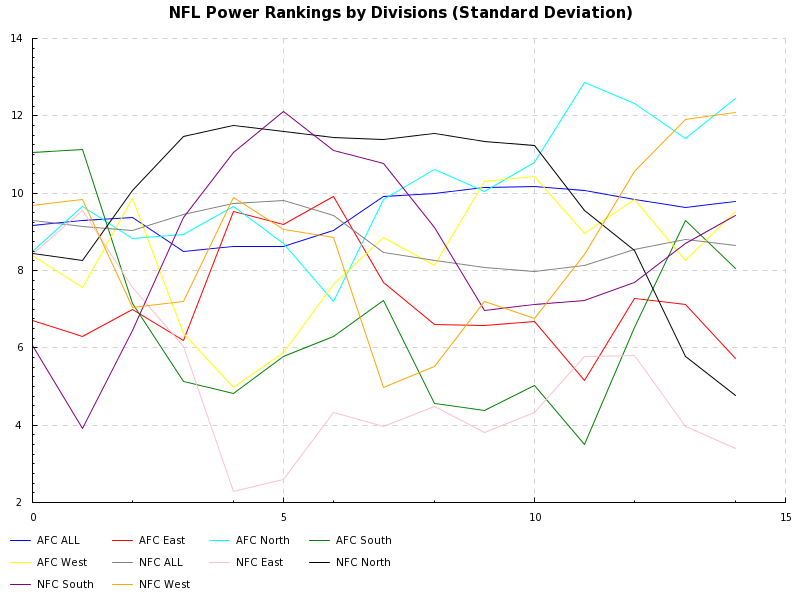 NFL Power Rankings by Divisions (Standard Deviation)
14
12
10
8
6
4
2
0 5 10 15
AFC ALL AFC East AFC North AFC South
AFC West NFC ALL NFC East NFC North
NFC South NFC West